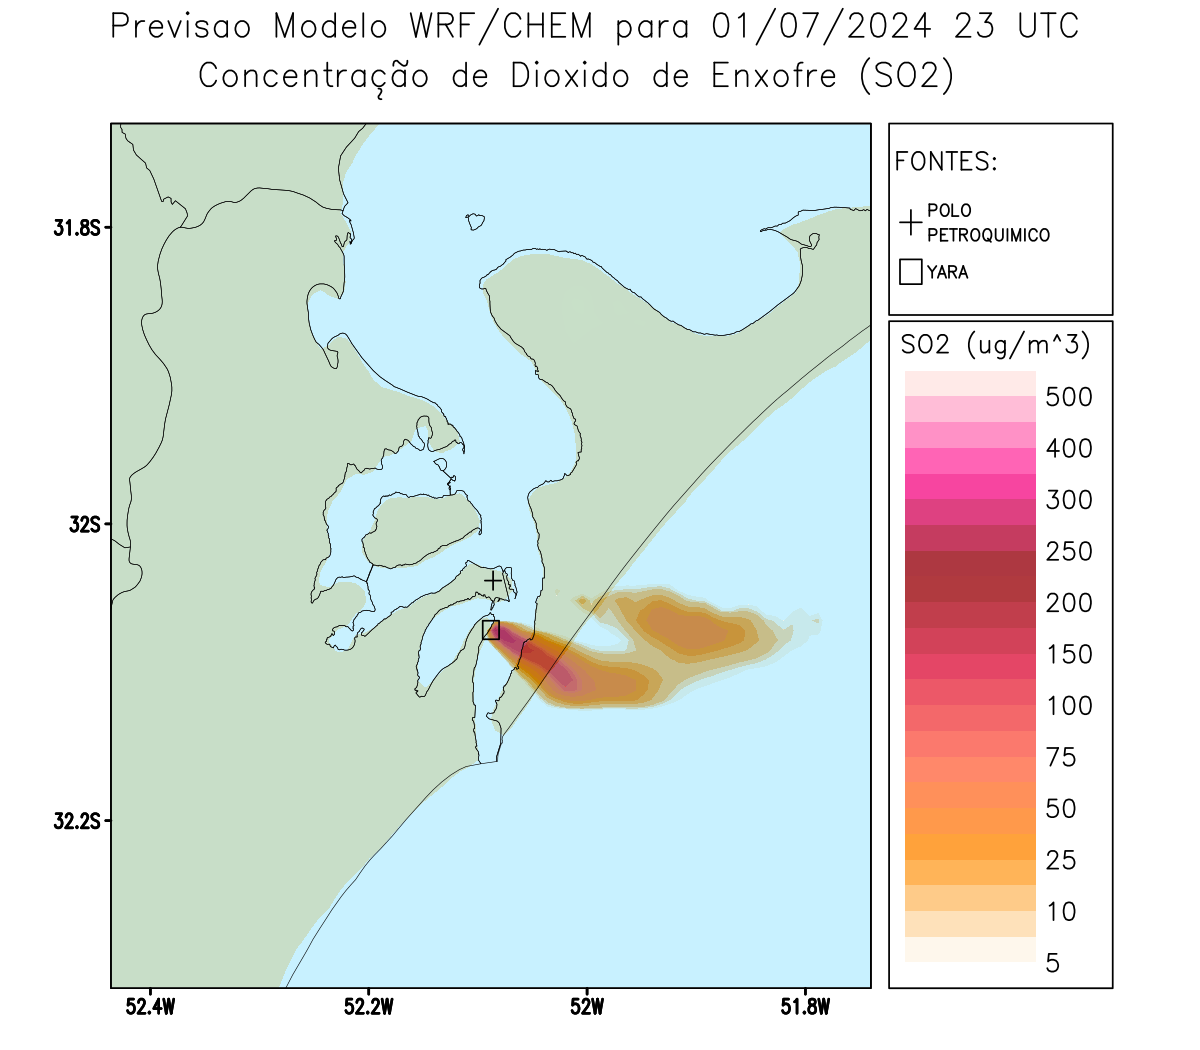 Previsao Modelo WRF/CHEM para 01/07/2024 23 UTC
Concentração de Dioxido de Enxofre (SO2)
FONTES:
POLO
PETROQUIMICO
YARA
31.8S
32S
32.2S
52.4W
52.2W
52W
51.8W
SO2 (ug/m^3)
500
400
300
250
200
150
100
75
50
25
10
5